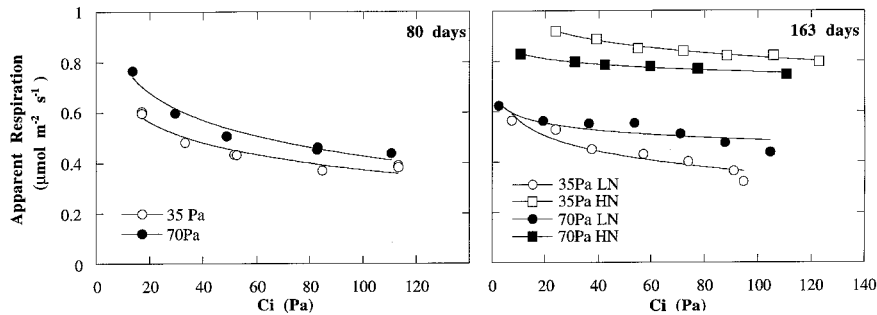 80 days
163 days
Apparent Respiration
(μmol m⁻² s⁻¹)
1
0.8
0.6
0.4
0.2
0
35 Pa
70Pa
35Pa LN
35Pa HN
70Pa LN
70Pa HN
0 20 40 60 80 100 120 140
0 20 40 60 80 100 120 140
Ci (Pa)
Ci (Pa)